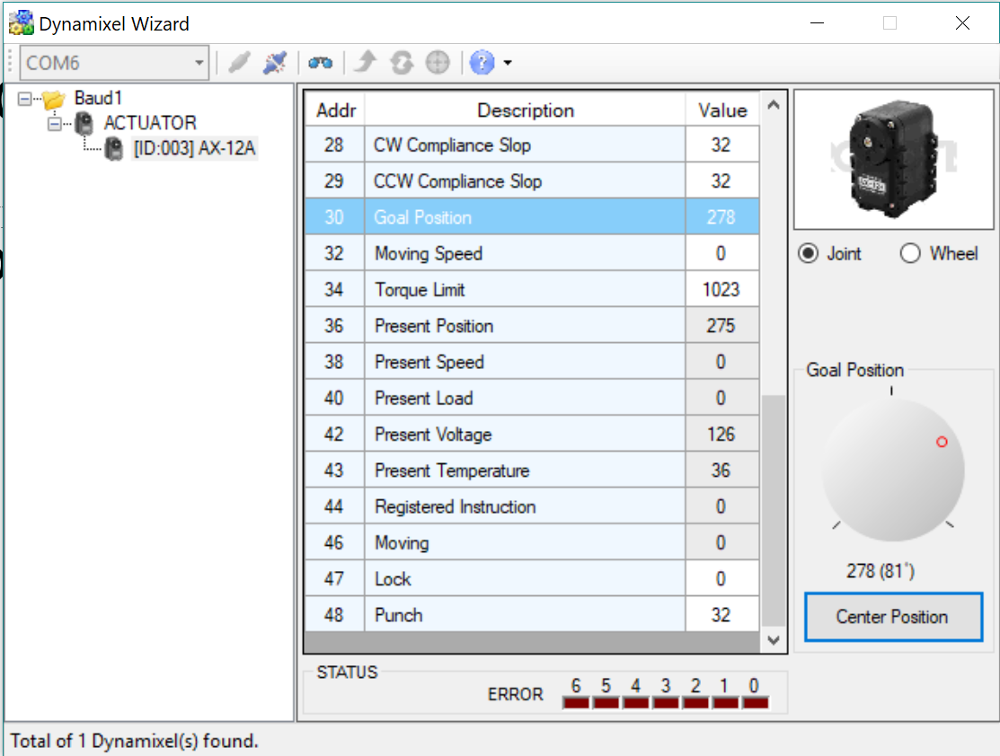 Dynamixel Wizard
COM6
Baud1
ACTUATOR
[ID:003] AX-12A
Addr Description Value
28 CW Compliance Slop 32
29 CCW Compliance Slop 32
30 Goal Position 278
32 Moving Speed 0
34 Torque Limit 1023
36 Present Position 275
38 Present Speed 0
40 Present Load 0
42 Present Voltage 126
43 Present Temperature 36
44 Registered Instruction 0
46 Moving 0
47 Lock 0
48 Punch 32
Joint Wheel
Goal Position
278 (81˚)
Center Position
STATUS
ERROR 6 5 4 3 2 1 0
Total of 1 Dynamixel(s) found.